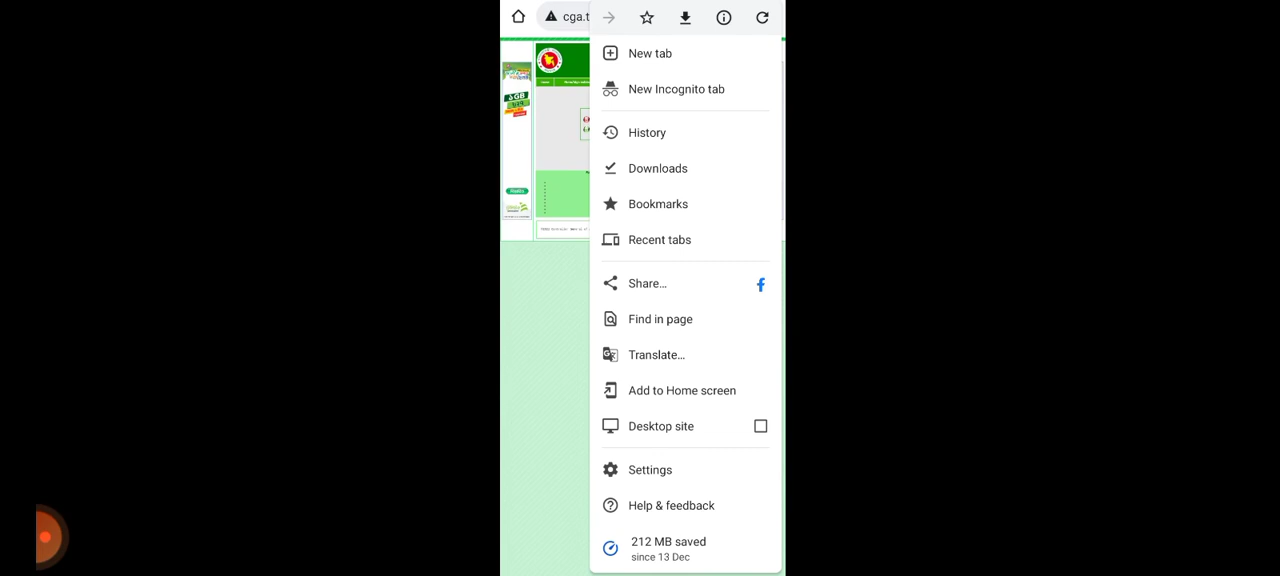 cga.t
New tab
New Incognito tab
History
Downloads
Bookmarks
Recent tabs
Share...
Find in page
Translate...
Add to Home screen
Desktop site
Settings
Help & feedback
212 MB saved
since 13 Dec